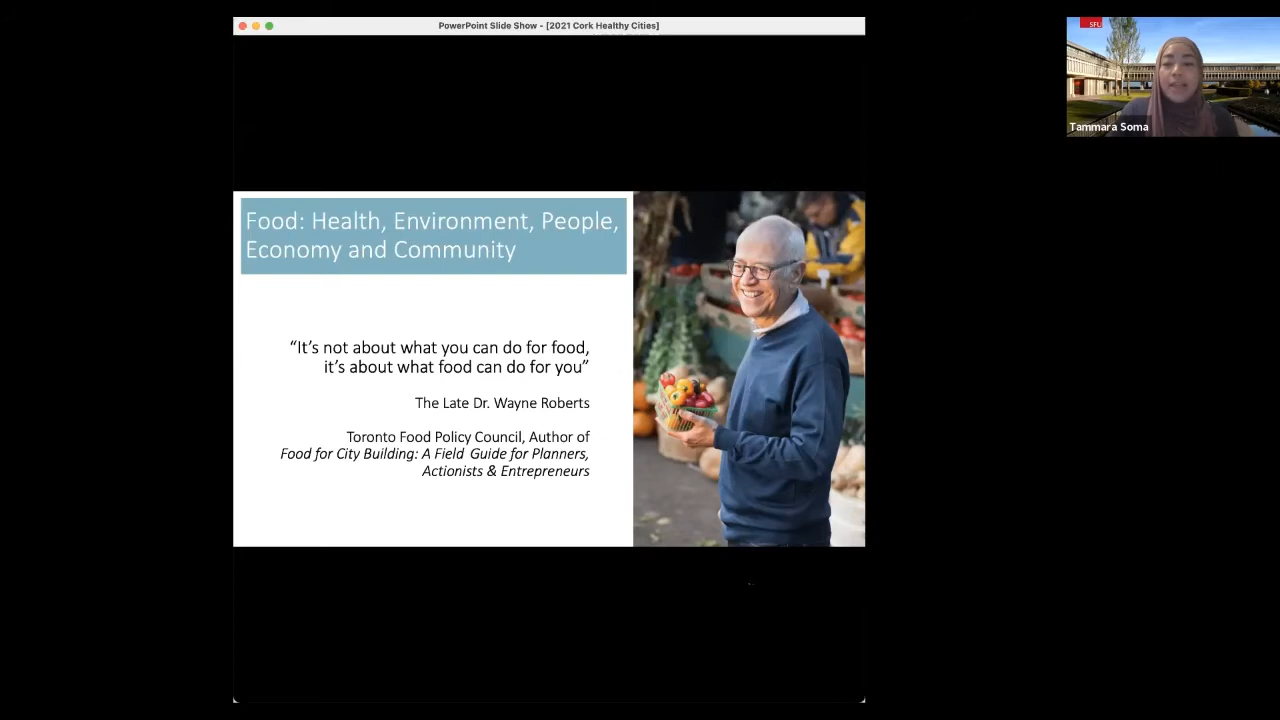 PowerPoint Slide Show - [2021 Cork Healthy Cities]
SFU
Tammara Soma
Food: Health, Environment, People,
Economy and Community
“It’s not about what you can do for food,
it’s about what food can do for you”
The Late Dr. Wayne Roberts
Toronto Food Policy Council, Author of
Food for City Building: A Field Guide for Planners,
Actionists & Entrepreneurs